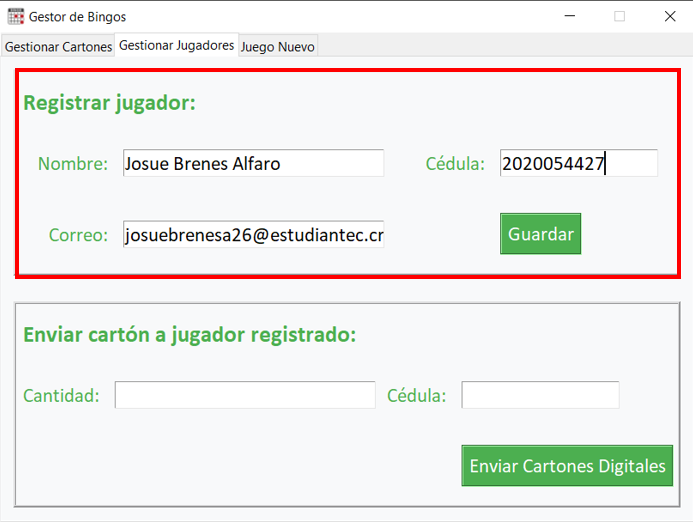 Gestor de Bingos
Gestionar Cartones Gestionar Jugadores Juego Nuevo
Registrar jugador:
Nombre: Josue Brenes Alfaro Cédula: 2020054427
Correo: josuebrenesa26@estudiantec.cr Guardar
Enviar cartón a jugador registrado:
Cantidad: Cédula:
Enviar Cartones Digitales